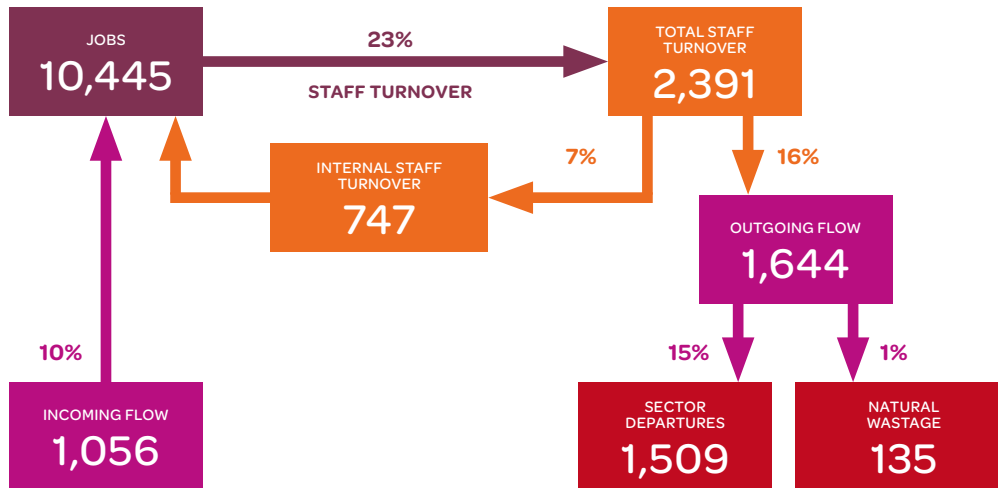 JOBS
10,445
23%
STAFF TURNOVER
TOTAL STAFF
TURNOVER
2,391
INTERNAL STAFF
TURNOVER
747
7%
16%
OUTGOING FLOW
1,644
10%
15%
1%
INCOMING FLOW
1,056
SECTOR
DEPARTURES
1,509
NATURAL
WASTAGE
135